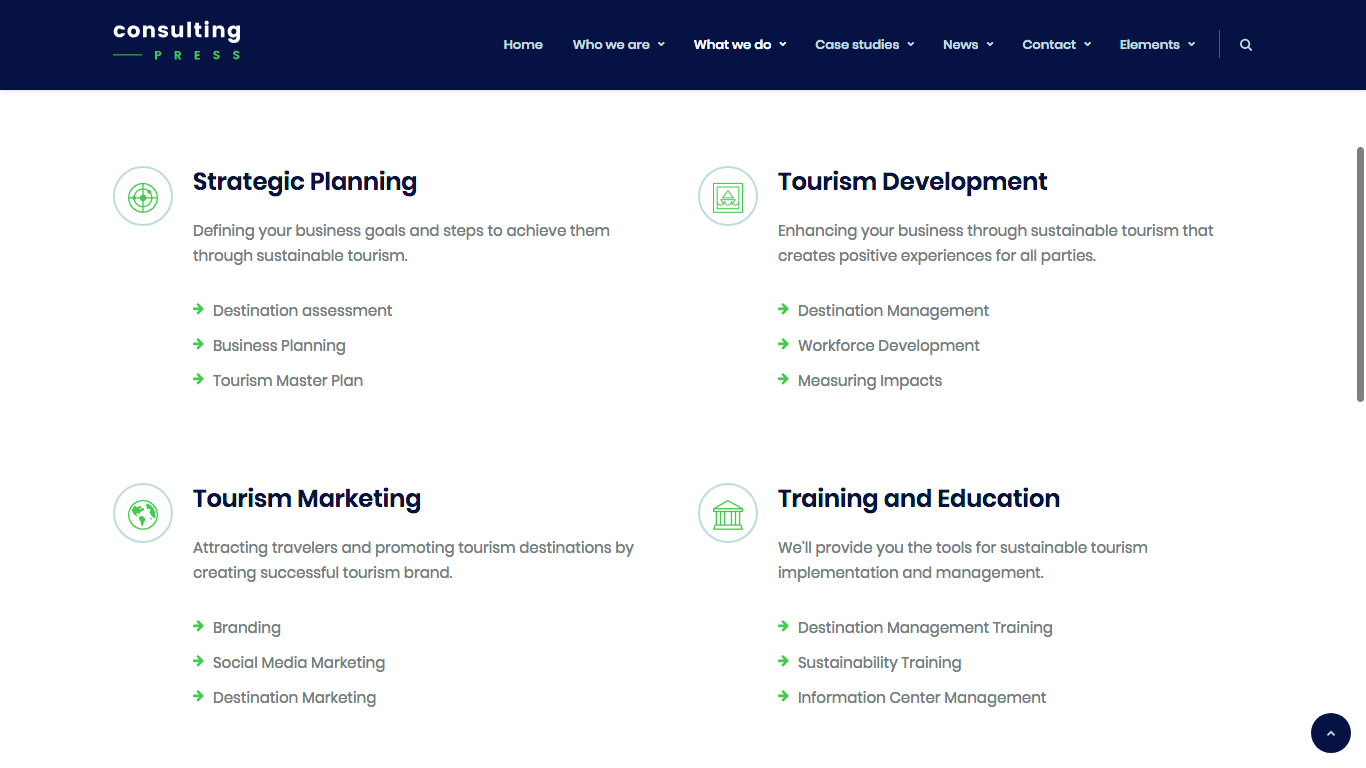 consulting
PRESS
Home Who we are What we do Case studies News Contact Elements
Strategic Planning
Defining your business goals and steps to achieve them
through sustainable tourism.
Destination assessment
Business Planning
Tourism Master Plan
Tourism Development
Enhancing your business through sustainable tourism that
creates positive experiences for all parties.
Destination Management
Workforce Development
Measuring Impacts
Tourism Marketing
Attracting travelers and promoting tourism destinations by
creating successful tourism brand.
Branding
Social Media Marketing
Destination Marketing
Training and Education
We'll provide you the tools for sustainable tourism
implementation and management.
Destination Management Training
Sustainability Training
Information Center Management